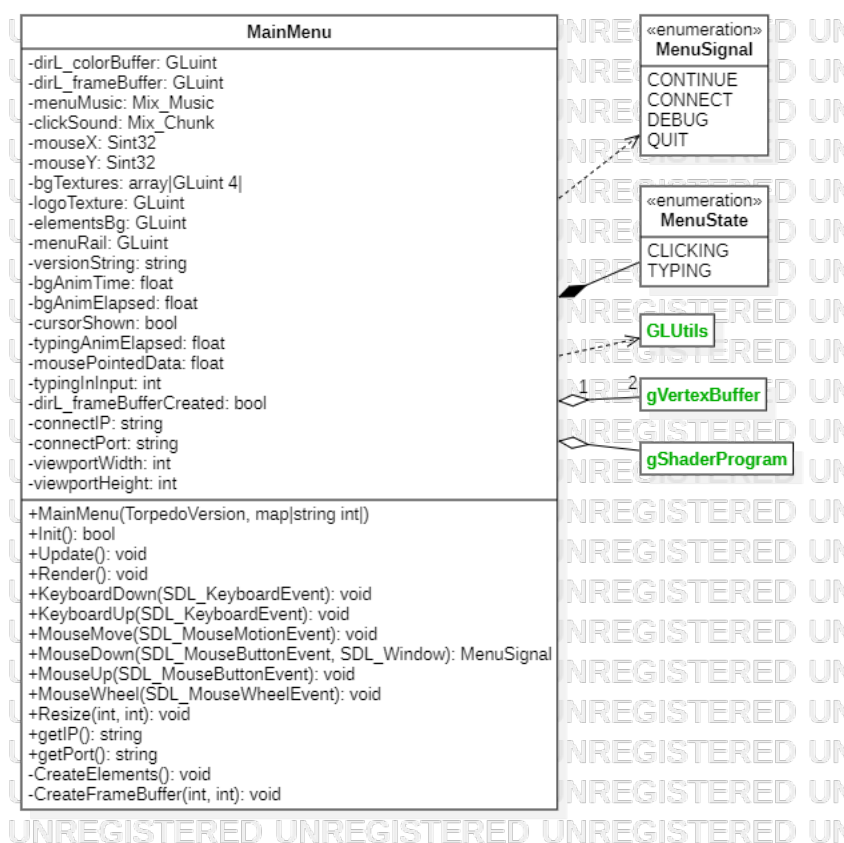 MainMenu
-dirL_colorBuffer: GLuint
-dirL_frameBuffer: GLuint
-menuMusic: Mix_Music
-clickSound: Mix_Chunk
-mouseX: Sint32
-mouseY: Sint32
-bgTextures: array|GLuint 4|
-logoTexture: GLuint
-elementsBg: GLuint
-menuRail: GLuint
-versionString: string
-bgAnimTime: float
-bgAnimElapsed: float
-cursorShown: bool
-typingAnimElapsed: float
-mousePointedData: float
-typingInInput: int
-dirL_frameBufferCreated: bool
-connectIP: string
-connectPort: string
-viewportWidth: int
-viewportHeight: int
+MainMenu(TorpedoVersion, map|string int|)
+Init(): bool
+Update(): void
+Render(): void
+KeyboardDown(SDL_KeyboardEvent): void
+KeyboardUp(SDL_KeyboardEvent): void
+MouseMove(SDL_MouseMotionEvent): void
+MouseDown(SDL_MouseButtonEvent, SDL_Window): MenuSignal
+MouseUp(SDL_MouseButtonEvent): void
+MouseWheel(SDL_MouseWheelEvent): void
+Resize(int, int): void
+getIP(): string
+getPort(): string
-CreateElements(): void
-CreateFrameBuffer(int, int): void
«enumeration»
MenuSignal
CONTINUE
CONNECT
DEBUG
QUIT
«enumeration»
MenuState
CLICKING
TYPING
GLUtils
1 2
gVertexBuffer
gShaderProgram
UNREGISTERED UNREGISTERED UNREGISTERED UN